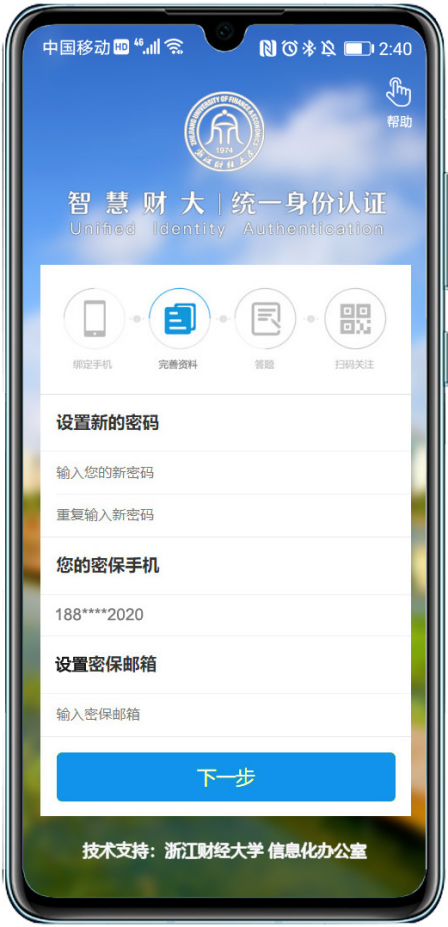 中国移动 HD 46 2:40
帮助
ZHEJIANG UNIVERSITY OF FINANCE & ECONOMICS
1974
浙江财经大学
智慧财大|统一身份认证
Unified Identity Authentication
绑定手机 完善资料 答题 扫码关注
设置新的密码
输入您的新密码
重复输入新密码
您的密保手机
188****2020
设置密保邮箱
输入密保邮箱
下一步
技术支持：浙江财经大学 信息化办公室